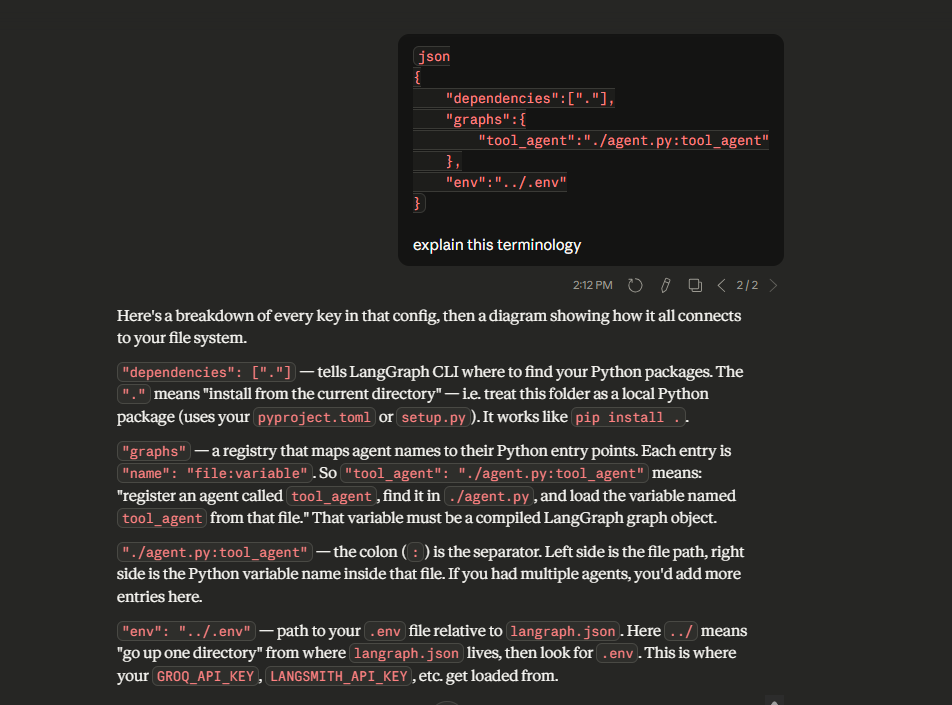 json
{
"dependencies":["."],
"graphs":{
"tool_agent":"./agent.py:tool_agent"
},
"env":"../.env"
}
explain this terminology
2:12 PM
2 / 2
Here's a breakdown of every key in that config, then a diagram showing how it all connects
to your file system.
"dependencies": ["."] — tells LangGraph CLI where to find your Python packages. The
"." means "install from the current directory" — i.e. treat this folder as a local Python
package (uses your pyproject.toml or setup.py). It works like pip install . .
"graphs" — a registry that maps agent names to their Python entry points. Each entry is
"name": "file:variable". So "tool_agent": "./agent.py:tool_agent" means:
"register an agent called tool_agent, find it in ./agent.py, and load the variable named
tool_agent from that file." That variable must be a compiled LangGraph graph object.
"./agent.py:tool_agent" — the colon (:) is the separator. Left side is the file path, right
side is the Python variable name inside that file. If you had multiple agents, you'd add more
entries here.
"env": "../.env" — path to your .env file relative to langraph.json. Here ../ means
"go up one directory" from where langraph.json lives, then look for .env. This is where
your GROQ_API_KEY, LANGSMITH_API_KEY, etc. get loaded from.